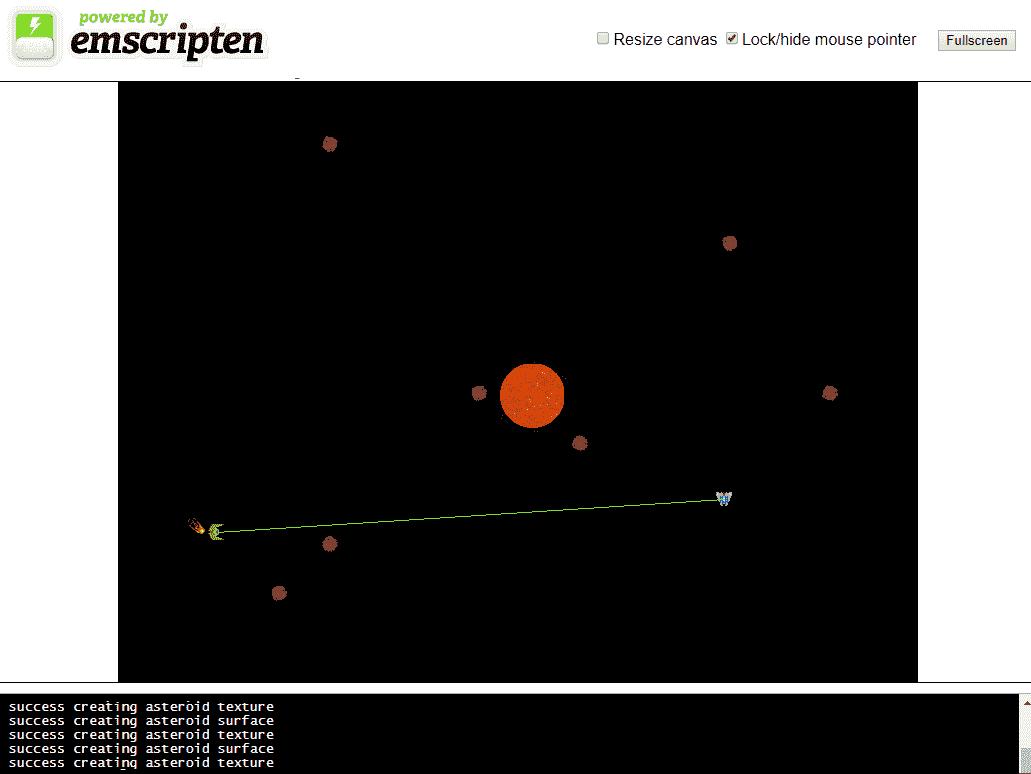 powered by
emscripten
Resize canvas
Lock/hide mouse pointer
Fullscreen
success creating asteroid texture
success creating asteroid surface
success creating asteroid texture
success creating asteroid surface
success creating asteroid texture